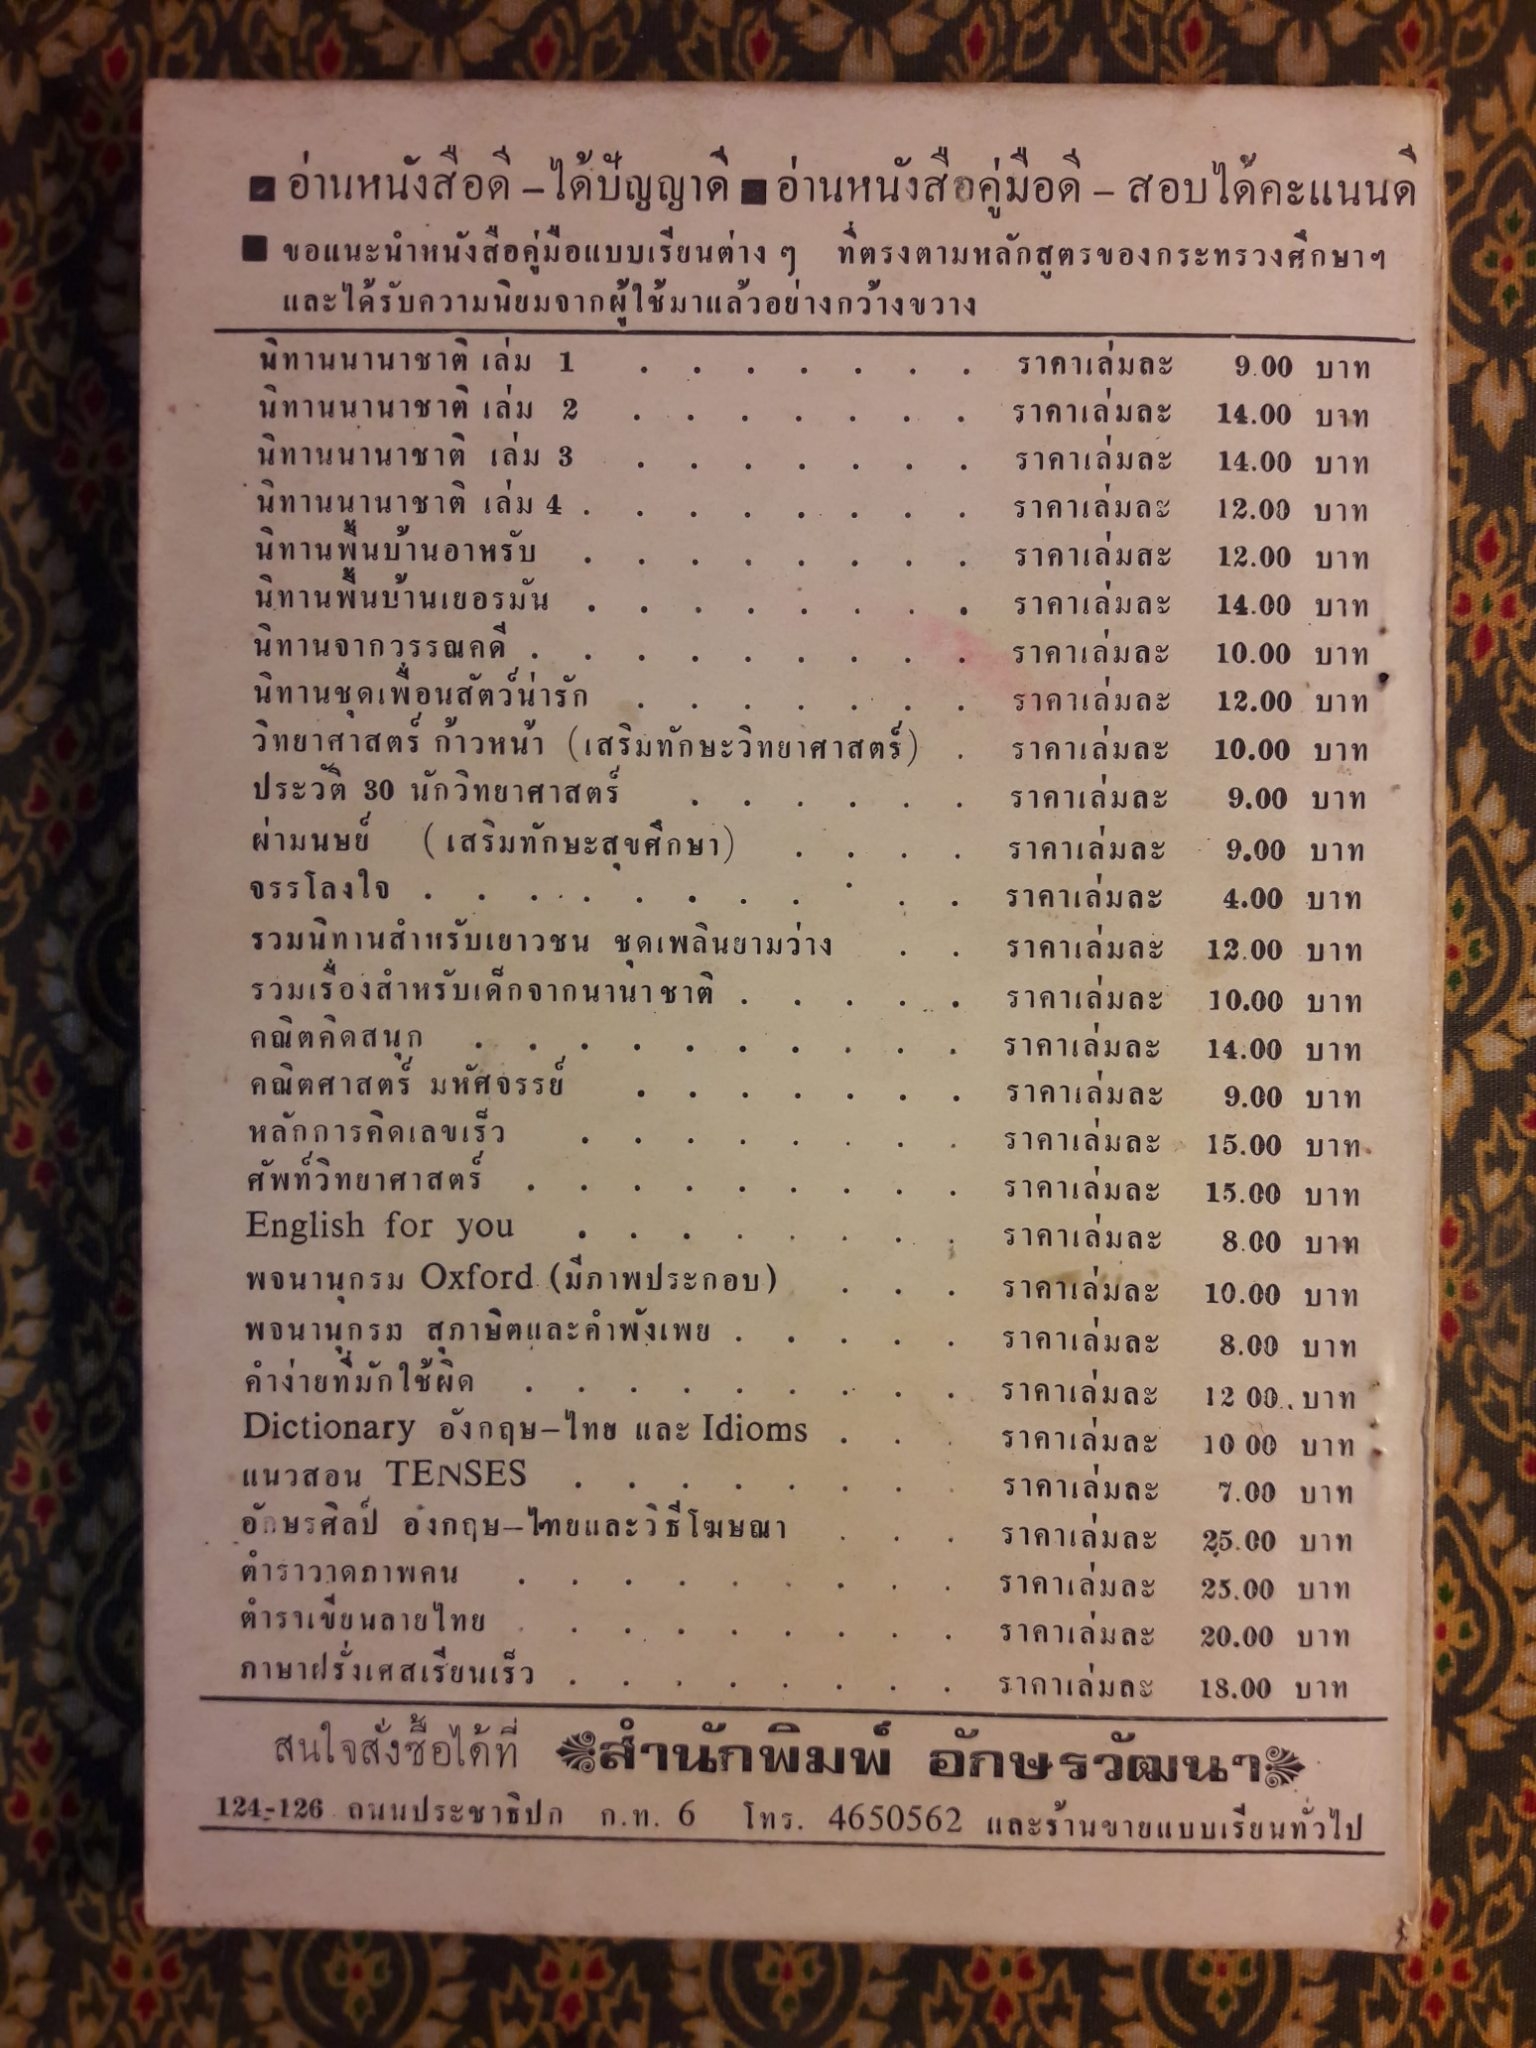 ■ อ่านหนังสือดี – ได้ปัญญาดี ■ อ่านหนังสือคู่มือดี – สอบได้คะแนนดี
■ ขอแนะนำหนังสือคู่มือแบบเรียนต่าง ๆ ที่ตรงตามหลักสูตรของกระทรวงศึกษาฯ
และได้รับความนิยมจากผู้ใช้มาแล้วอย่างกว้างขวาง
นิทานนานาชาติ เล่ม 1 . . . . . . . ราคาเล่มละ 9.00 บาท
นิทานนานาชาติ เล่ม 2 . . . . . . . ราคาเล่มละ 14.00 บาท
นิทานนานาชาติ เล่ม 3 . . . . . . . ราคาเล่มละ 14.00 บาท
นิทานนานาชาติ เล่ม 4 . . . . . . . . ราคาเล่มละ 12.00 บาท
นิทานพื้นบ้านอาหรับ . . . . . . . . ราคาเล่มละ 12.00 บาท
นิทานพื้นบ้านเยอรมัน . . . . . . . . ราคาเล่มละ 14.00 บาท
นิทานจากวรรณคดี . . . . . . . . . ราคาเล่มละ 10.00 บาท
นิทานชุดเพื่อนสัตว์น่ารัก . . . . . . . ราคาเล่มละ 12.00 บาท
วิทยาศาสตร์ ก้าวหน้า (เสริมทักษะวิทยาศาสตร์) . ราคาเล่มละ 10.00 บาท
ประวัติ 30 นักวิทยาศาสตร์ . . . . . . ราคาเล่มละ 9.00 บาท
ผ่ามนษย์ (เสริมทักษะสุขศึกษา) . . . . ราคาเล่มละ 9.00 บาท
จรรโลงใจ . . . . . . . . . . . ราคาเล่มละ 4.00 บาท
รวมนิทานสำหรับเยาวชน ชุดเพลินยามว่าง . . ราคาเล่มละ 12.00 บาท
รวมเรื่องสำหรับเด็กจากนานาชาติ . . . . . ราคาเล่มละ 10.00 บาท
คณิตคิดสนุก . . . . . . . . . . ราคาเล่มละ 14.00 บาท
คณิตศาสตร์ มหัศจรรย์ . . . . . . . ราคาเล่มละ 9.00 บาท
หลักการคิดเลขเร็ว . . . . . . . . ราคาเล่มละ 15.00 บาท
ศัพท์วิทยาศาสตร์ . . . . . . . . . ราคาเล่มละ 15.00 บาท
English for you . . . . . . . . ราคาเล่มละ 8.00 บาท
พจนานุกรม Oxford (มีภาพประกอบ) . . . ราคาเล่มละ 10.00 บาท
พจนานุกรม สุภาษิตและคำพังเพย . . . . . ราคาเล่มละ 8.00 บาท
คำง่ายที่มักใช้ผิด . . . . . . . . . ราคาเล่มละ 12 00 บาท
Dictionary อังกฤษ–ไทย และ Idioms . . . ราคาเล่มละ 10 00 บาท
แนวสอน TENSES . . . . . . . . ราคาเล่มละ 7.00 บาท
อักษรศิลป์ อังกฤษ–ไทยและวิธีโฆษณา . . . ราคาเล่มละ 25.00 บาท
ตำราวาดภาพคน . . . . . . . . . ราคาเล่มละ 25.00 บาท
ตำราเขียนลายไทย . . . . . . . . . ราคาเล่มละ 20.00 บาท
ภาษาฝรั่งเศสเรียนเร็ว . . . . . . . . ราคาเล่มละ 18.00 บาท
สนใจสั่งซื้อได้ที่ สำนักพิมพ์ อักษรวัฒนา
124-126 ถนนประชาธิปก ก.ท. 6 โทร. 4650562 และร้านขายแบบเรียนทั่วไป